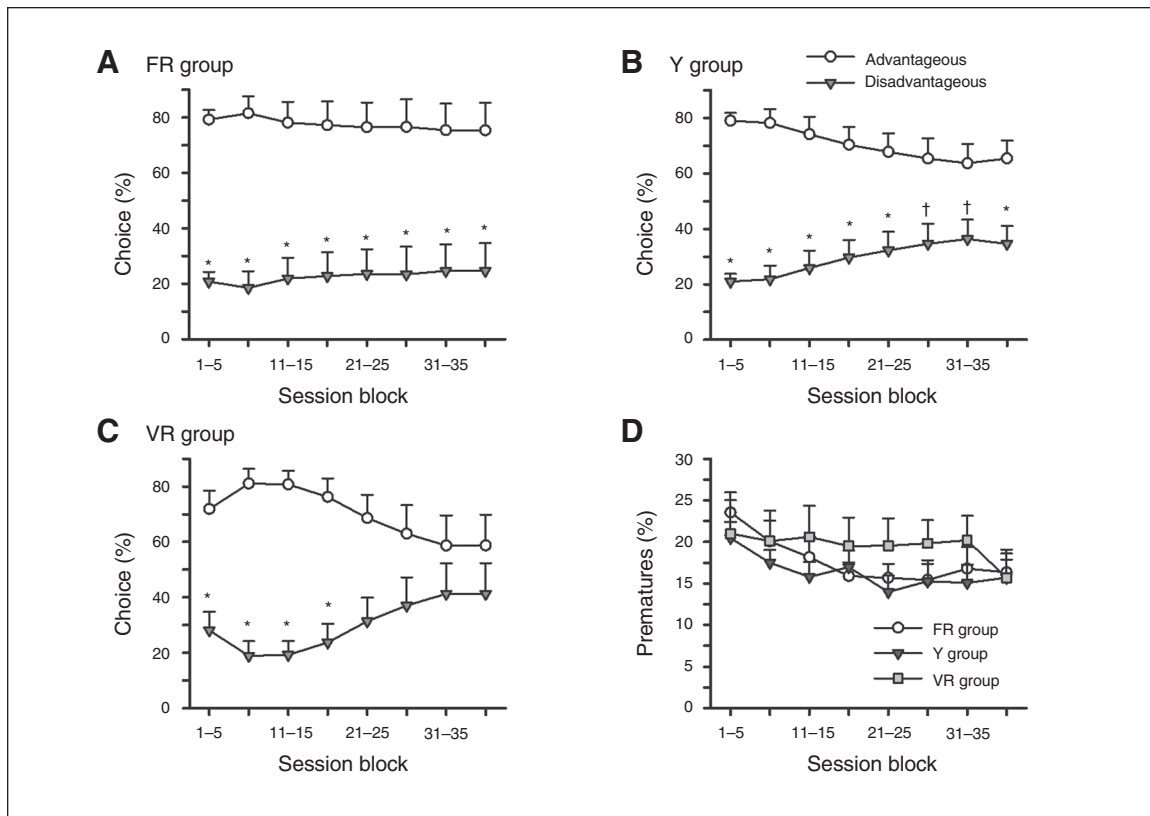 A FR group
Choice (%)
80
60
40
20
0
* * * * * * * *
1–5 11–15 21–25 31–35
Session block
B Y group
Advantageous
Disadvantageous
Choice (%)
80
60
40
20
0
* * * * * † † *
1–5 11–15 21–25 31–35
Session block
C VR group
Choice (%)
80
60
40
20
0
* * * *
1–5 11–15 21–25 31–35
Session block
D
Prematures (%)
30
25
20
15
10
5
0
FR group
Y group
VR group
1–5 11–15 21–25 31–35
Session block